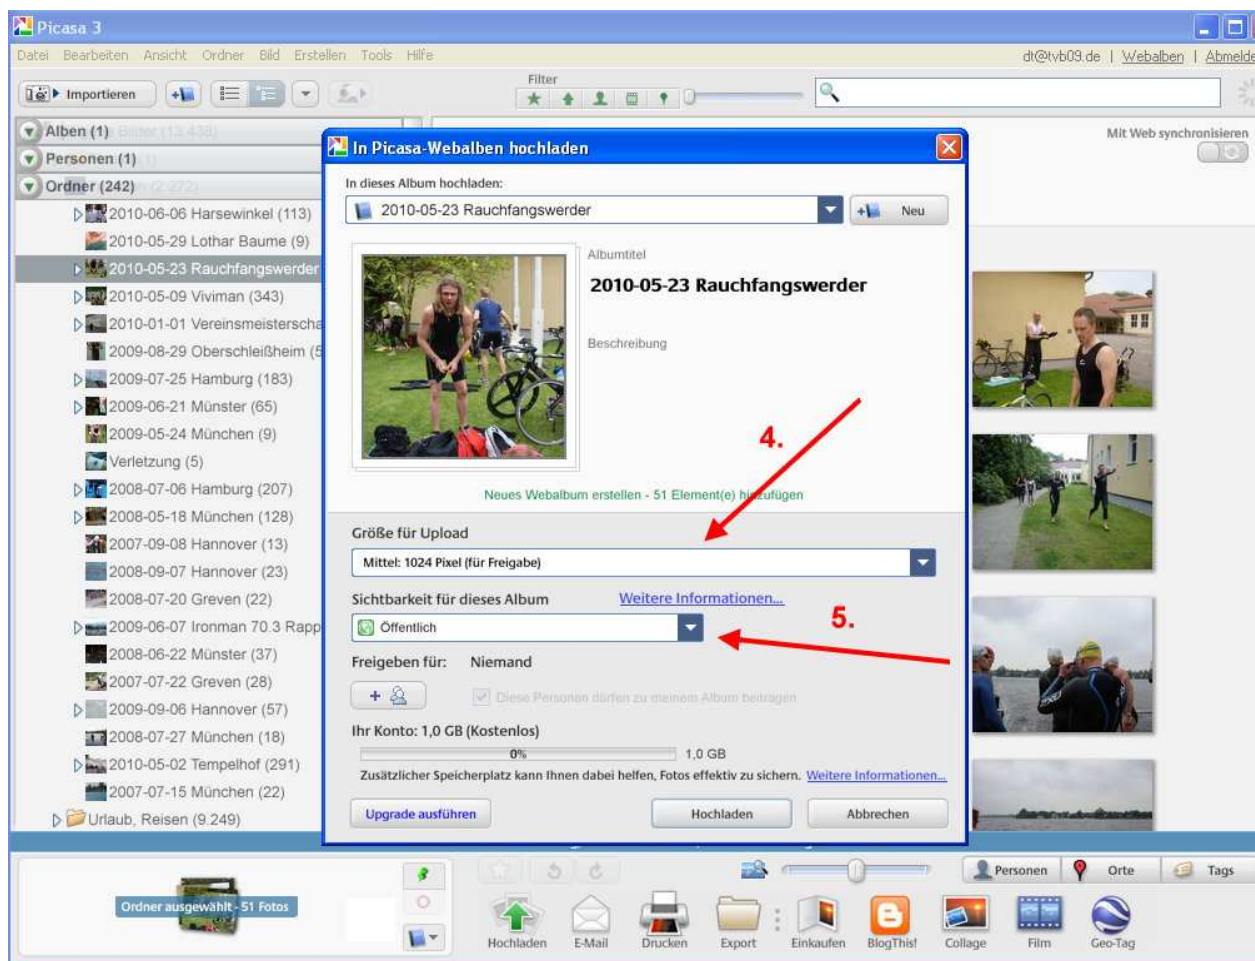 Picasa 3
Datei Bearbeiten Ansicht Ordner Bild Erstellen Tools Hilfe
dt@tvb09.de | Webalben | Abmelde
Importieren
Filter
Alben (1)
Personen (1)
Ordner (242)
2010-06-06 Harsewinkel (113)
2010-05-29 Lothar Baume (9)
2010-05-23 Rauchfangswerder
2010-05-09 Viviman (343)
2010-01-01 Vereinsmeisterscha
2009-08-29 Oberschleißheim (5
2009-07-25 Hamburg (183)
2009-06-21 Münster (65)
2009-05-24 München (9)
Verletzung (5)
2008-07-06 Hamburg (207)
2008-05-18 München (128)
2007-09-08 Hannover (13)
2008-09-07 Hannover (23)
2008-07-20 Greven (22)
2009-06-07 Ironman 70.3 Rapp
2008-06-22 Münster (37)
2007-07-22 Greven (28)
2009-09-06 Hannover (57)
2008-07-27 München (18)
2010-05-02 Tempelhof (291)
2007-07-15 München (22)
Urlaub, Reisen (9.249)
In Picasa-Webalben hochladen
In dieses Album hochladen:
2010-05-23 Rauchfangswerder
Neu
Albumtitel
2010-05-23 Rauchfangswerder
Beschreibung
4.
Neues Webalbum erstellen - 51 Element(e) hinzufügen
Größe für Upload
Mittel: 1024 Pixel (für Freigabe)
Sichtbarkeit für dieses Album Weitere Informationen...
Öffentlich
5.
Freigeben für: Niemand
Diese Personen dürfen zu meinem Album beitragen
Ihr Konto: 1,0 GB (Kostenlos)
0% 1,0 GB
Zusätzlicher Speicherplatz kann Ihnen dabei helfen, Fotos effektiv zu sichern. Weitere Informationen...
Upgrade ausführen Hochladen Abbrechen
Mit Web synchronisieren
Ordner ausgewählt - 51 Fotos
Personen Orte Tags
Hochladen E-Mail Drucken Export Einkaufen BlogThis! Collage Film Geo-Tag